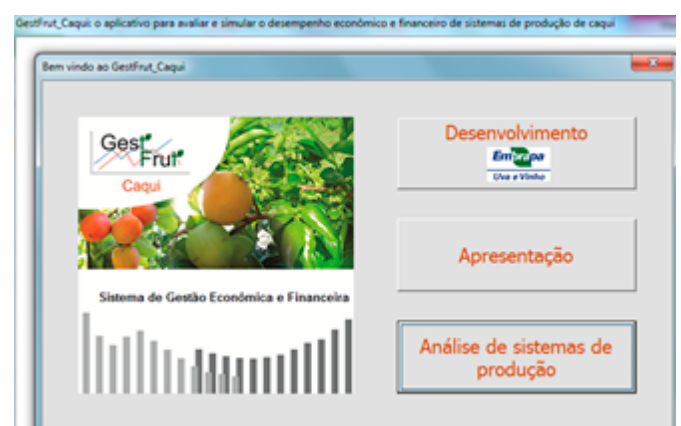 GestFrut_Caqui: o aplicativo para avaliar e simular o desempenho econômico e financeiro de sistemas de produção de caqui
Bem vindo ao GestFrut_Caqui
Gest
Frut
Caqui
Sistema de Gestão Econômica e Financeira
Desenvolvimento
Embrapa
Uva e Vinho
Apresentação
Análise de sistemas de
produção